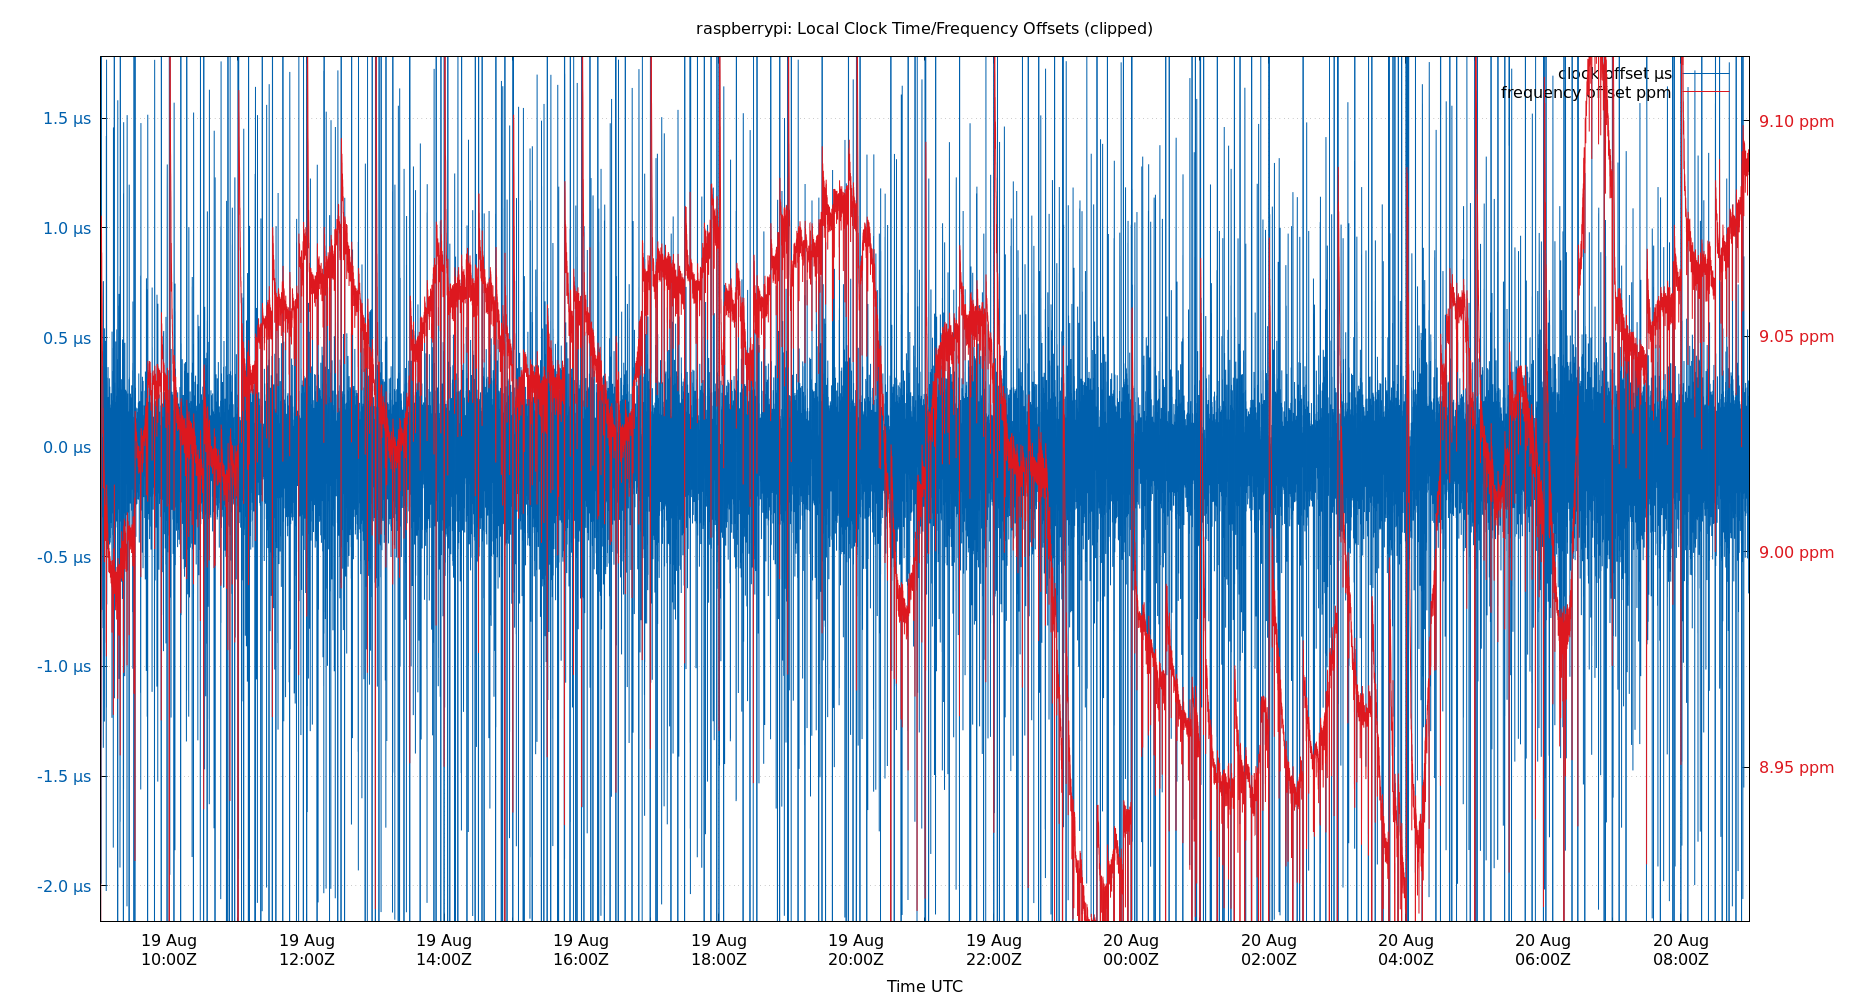 raspberrypi: Local Clock Time/Frequency Offsets (clipped)
clock offset µs
frequency offset ppm
1.5 µs
1.0 µs
0.5 µs
0.0 µs
-0.5 µs
-1.0 µs
-1.5 µs
-2.0 µs
9.10 ppm
9.05 ppm
9.00 ppm
8.95 ppm
19 Aug 19 Aug 19 Aug 19 Aug 19 Aug 19 Aug 19 Aug 20 Aug 20 Aug 20 Aug 20 Aug 20 Aug
10:00Z 12:00Z 14:00Z 16:00Z 18:00Z 20:00Z 22:00Z 00:00Z 02:00Z 04:00Z 06:00Z 08:00Z
Time UTC